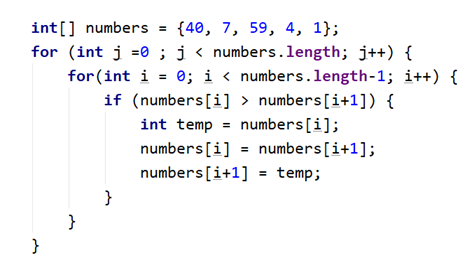 int[] numbers = {40, 7, 59, 4, 1};
for (int j =0 ; j < numbers.length; j++) {
for(int i = 0; i < numbers.length-1; i++) {
if (numbers[i] > numbers[i+1]) {
int temp = numbers[i];
numbers[i] = numbers[i+1];
numbers[i+1] = temp;
}
}
}